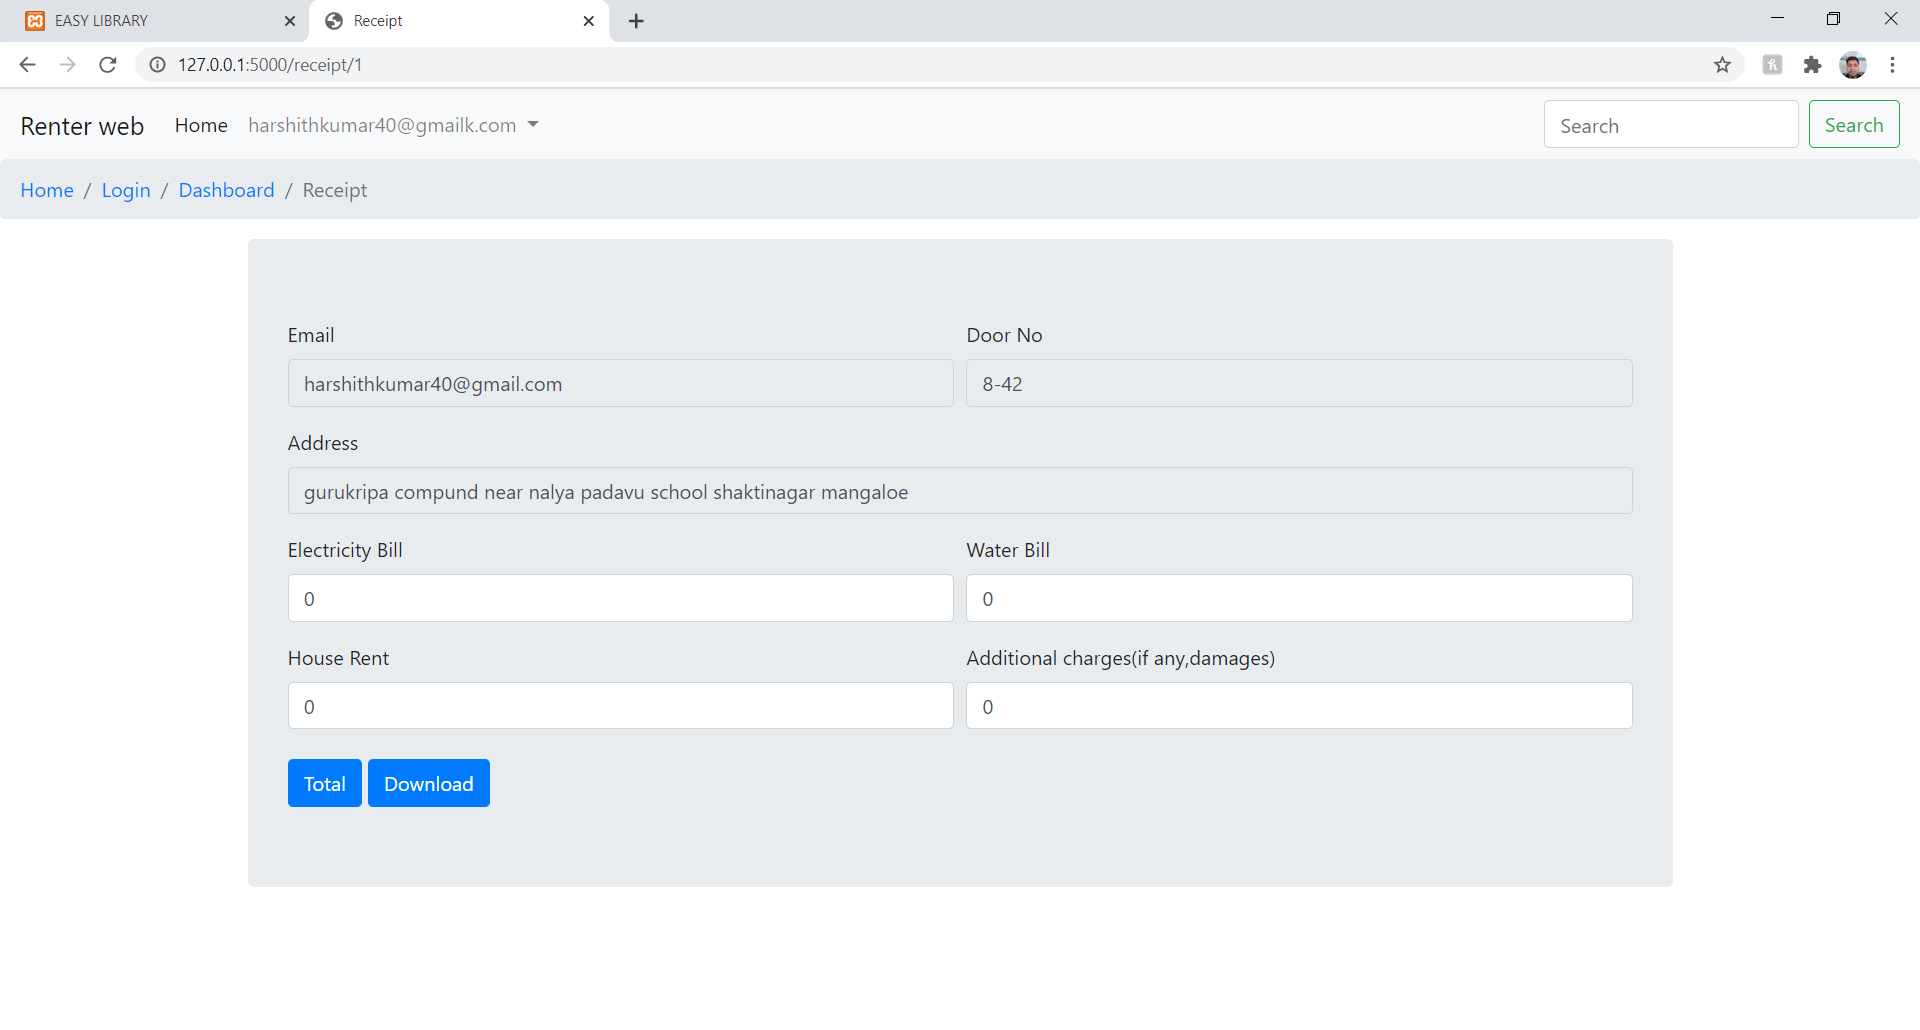 EASY LIBRARY
Receipt
127.0.0.1:5000/receipt/1
Renter web Home harshithkumar40@gmailk.com Search Search
Home / Login / Dashboard / Receipt
Email Door No
harshithkumar40@gmail.com 8-42
Address
gurukripa compund near nalya padavu school shaktinagar mangaloe
Electricity Bill Water Bill
0 0
House Rent Additional charges(if any,damages)
0 0
Total Download